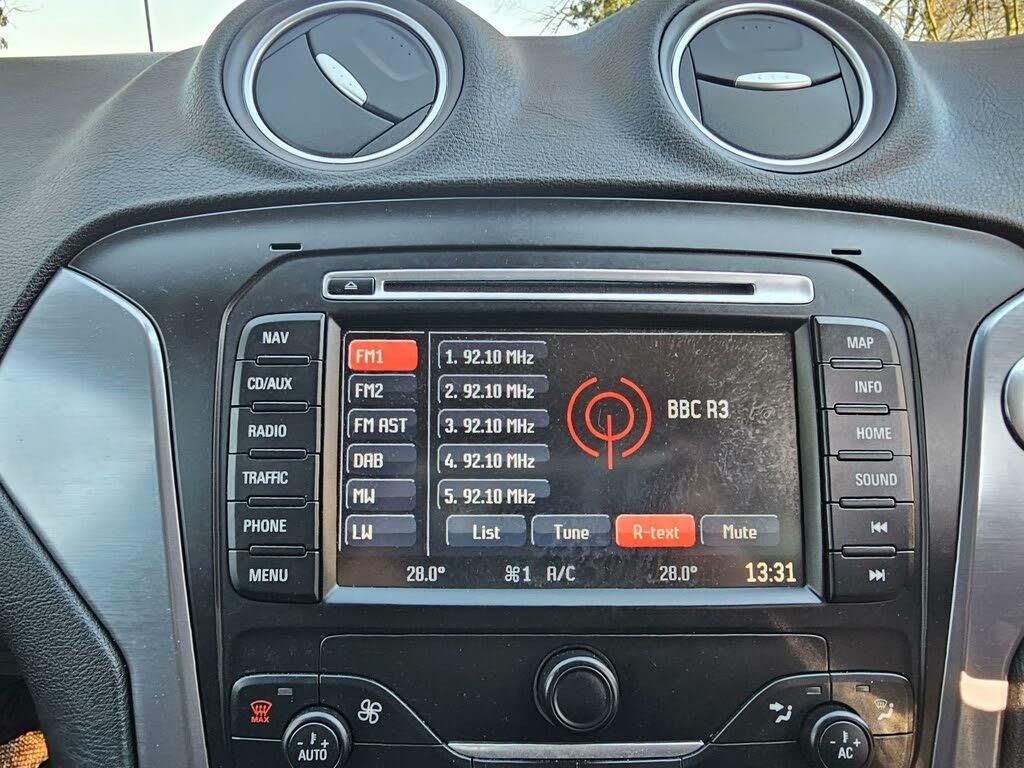 NAV
CD/AUX
RADIO
TRAFFIC
PHONE
MENU
FM1
FM2
FM AST
DAB
MW
LW
1. 92.10 MHz
2. 92.10 MHz
3. 92.10 MHz
4. 92.10 MHz
5. 92.10 MHz
BBC R3
List Tune R-text Mute
28.0° 1 A/C 28.0° 13:31
MAP
INFO
HOME
SOUND
MAX
- +
AUTO
- +
AC